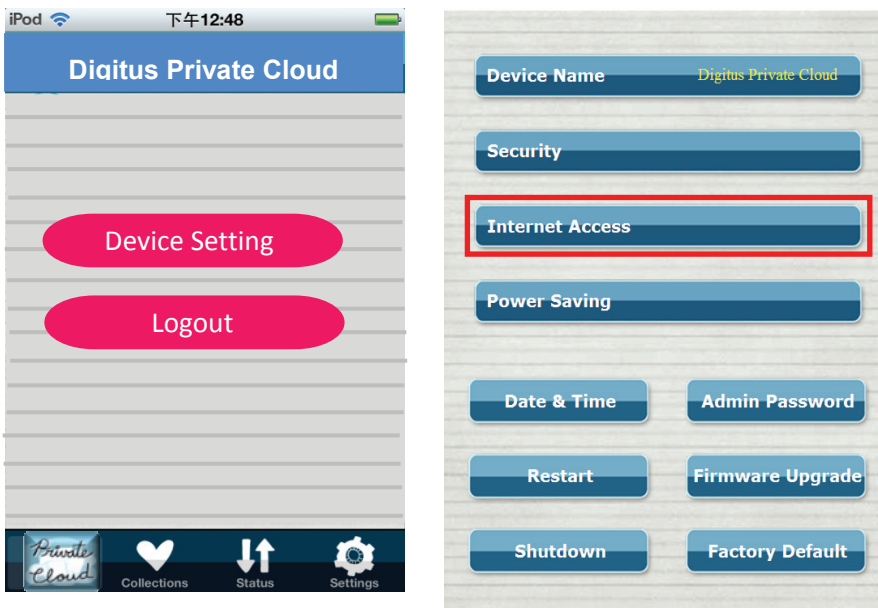 iPod 下午12:48
Digitus Private Cloud
Device Setting
Logout
Private
Cloud
Collections Status Settings
Device Name Digitus Private Cloud
Security
Internet Access
Power Saving
Date & Time Admin Password
Restart Firmware Upgrade
Shutdown Factory Default